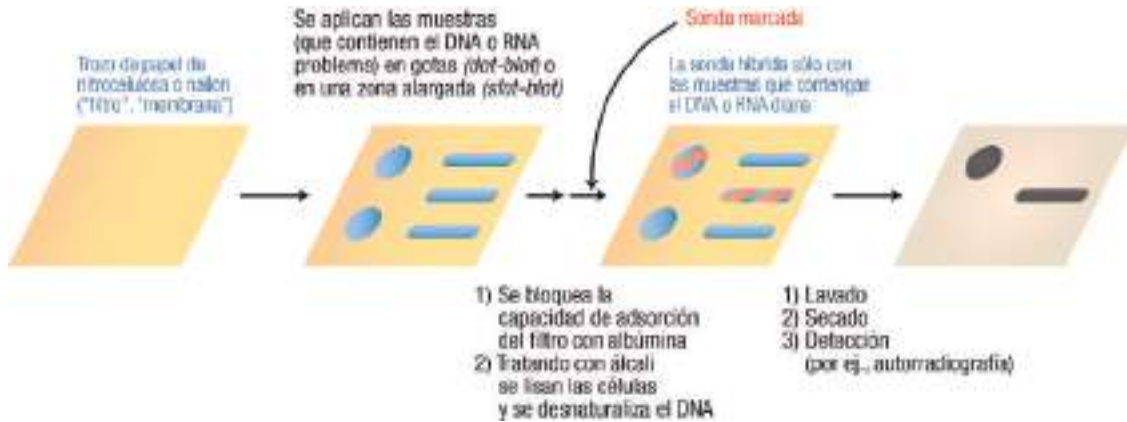 Trozo de papel de
nitrocelulosa o nailon
("filtro", "membrana")
Se aplican las muestras
(que contienen el DNA o RNA
problems) en gotas (dot-blot) o
en una zona alargada (slot-blot)
Sonda marcada
La sonda hibrida sólo con
las muestras que contengan
el DNA o RNA diana
1) Se bloquea la
capacidad de adsorción
del filtro con albúmina
2) Tratando con álcali
se lisan las células
y se desnaturaliza el DNA
1) Lavado
2) Secado
3) Detección
(por ej., autorradiografía)